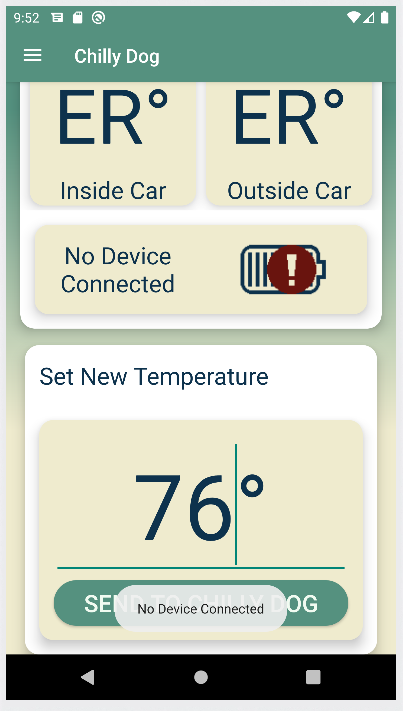 9:52
Chilly Dog
ER°
ER°
Inside Car
Outside Car
No Device
Connected
!
Set New Temperature
76°
SEND TO CHILLY DOG
No Device Connected